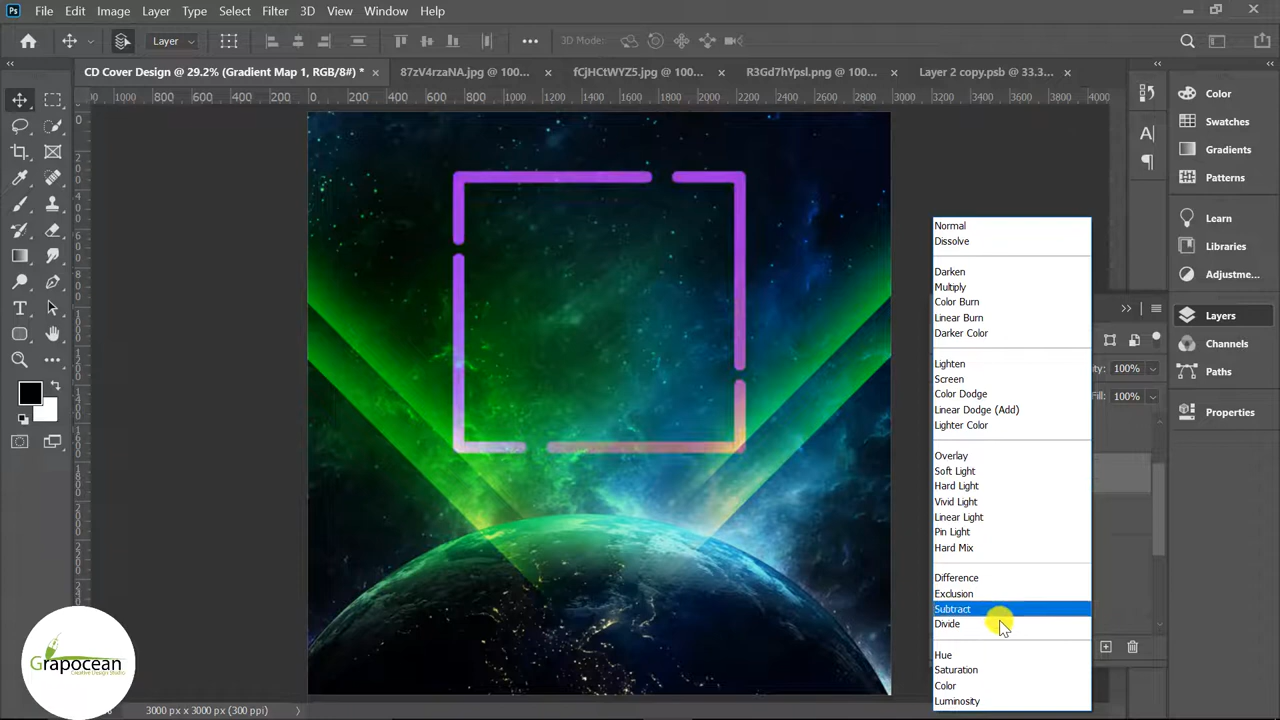 Ps File Edit Image Layer Type Select Filter 3D View Window Help
Layer 3D Mode:
CD Cover Design @ 29.2% (Gradient Map 1, RGB/8#) * × 87zV4rzaNA.jpg @ 100... × fCjHCtWYZ5.jpg @ 100... × R3Gd7hYpsl.png @ 100... × Layer 2 copy.psb @ 33.3... ×
1000 800 600 400 200 0 200 400 600 800 1000 1200 1400 1600 1800 2000 2200 2400 2600 2800 3000 3200 3400 3600 3800 4000
Color
Swatches
Gradients
Patterns
Learn
Libraries
Adjustme...
Layers
Channels
Paths
Properties
Normal
Dissolve
Darken
Multiply
Color Burn
Linear Burn
Darker Color
Lighten
Screen
Color Dodge
Linear Dodge (Add)
Lighter Color
Overlay
Soft Light
Hard Light
Vivid Light
Linear Light
Pin Light
Hard Mix
Difference
Exclusion
Subtract
Divide
Hue
Saturation
Color
Luminosity
100%
Fill: 100%
Grapocean
Creative Design Studio
3000 px x 3000 px (300 ppi)